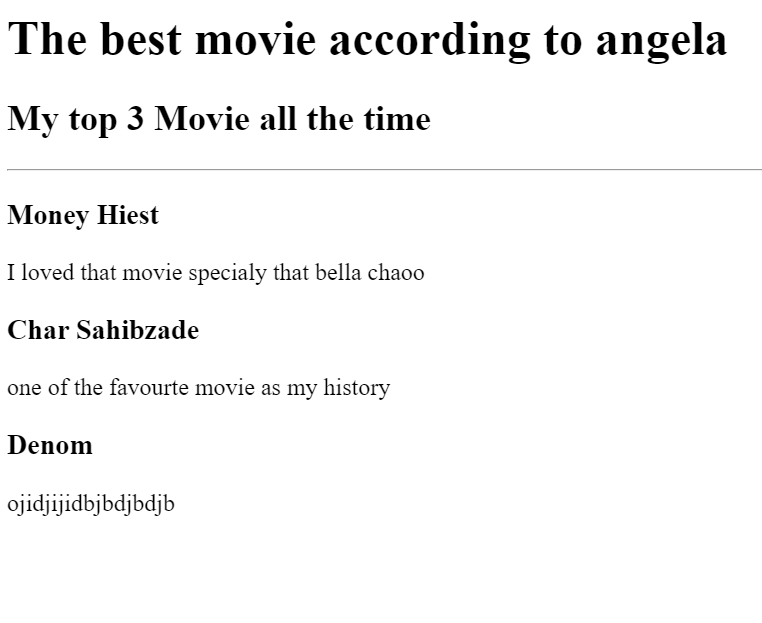 The best movie according to angela
My top 3 Movie all the time
Money Hiest
I loved that movie specialy that bella chaoo
Char Sahibzade
one of the favourte movie as my history
Denom
ojidjijidbjbdjbdjb